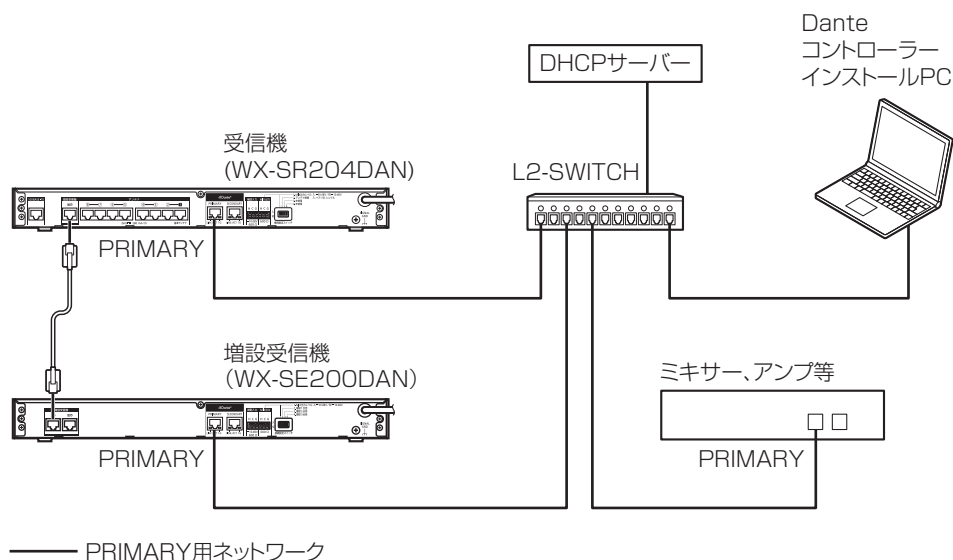 Dante
コントローラー
インストールPC
DHCPサーバー
受信機
(WX-SR204DAN)
L2-SWITCH
PRIMARY
増設受信機
（WX-SE200DAN）
ミキサー、アンプ等
PRIMARY
PRIMARY
PRIMARY用ネットワーク